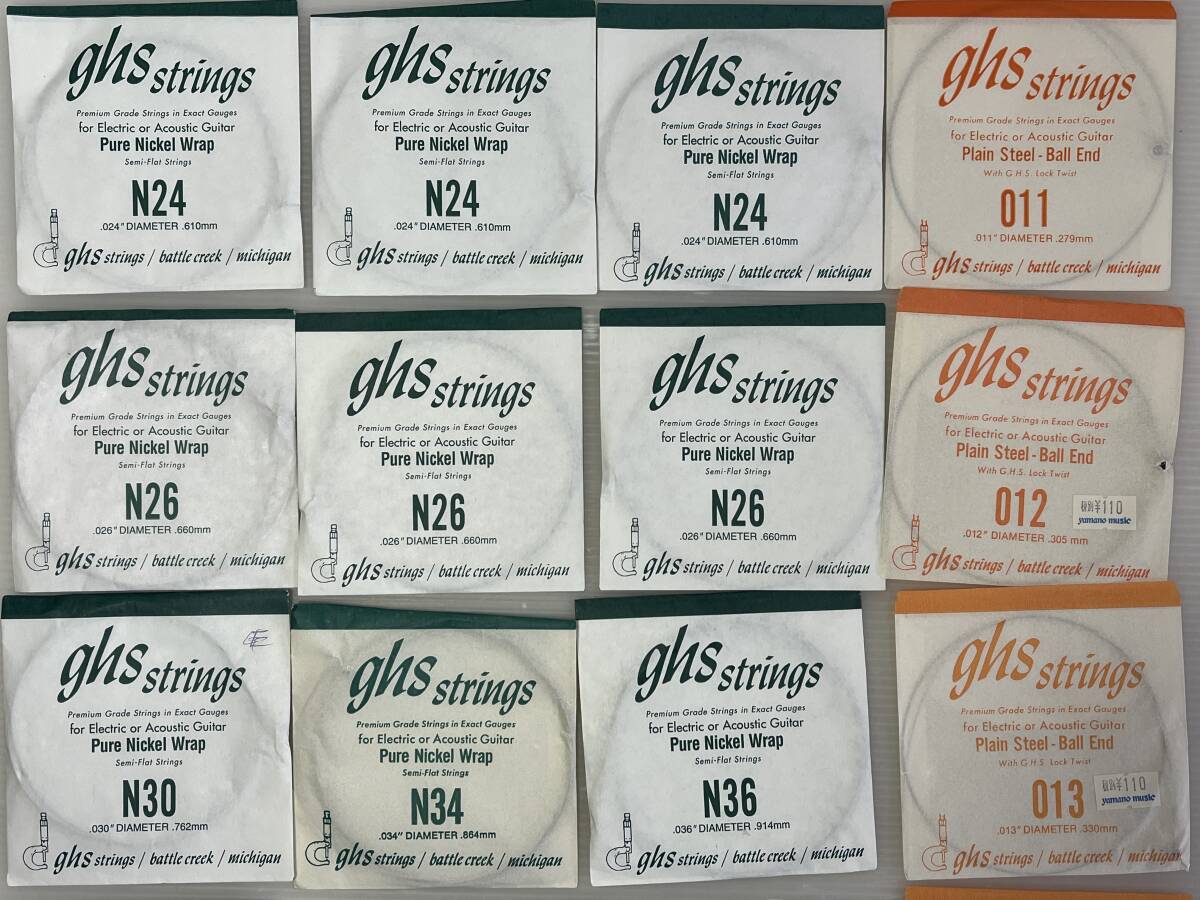 ghs strings
Premium Grade Strings in Exact Gauges
for Electric or Acoustic Guitar
Pure Nickel Wrap
Semi-Flat Strings
N24
.024" DIAMETER .610mm
ghs strings / battle creek / michigan
ghs strings
Premium Grade Strings in Exact Gauges
for Electric or Acoustic Guitar
Pure Nickel Wrap
Semi-Flat Strings
N24
.024" DIAMETER .610mm
ghs strings / battle creek / michigan
ghs strings
Premium Grade Strings in Exact Gauges
for Electric or Acoustic Guitar
Pure Nickel Wrap
Semi-Flat Strings
N24
.024" DIAMETER .610mm
ghs strings / battle creek / michigan
ghs strings
Premium Grade Strings in Exact Gauges
for Electric or Acoustic Guitar
Plain Steel - Ball End
With G.H.S. Lock Twist
011
.011" DIAMETER .279mm
ghs strings / battle creek / michigan
ghs strings
Premium Grade Strings in Exact Gauges
for Electric or Acoustic Guitar
Pure Nickel Wrap
Semi-Flat Strings
N26
.026" DIAMETER .660mm
ghs strings / battle creek / michigan
ghs strings
Premium Grade Strings in Exact Gauges
for Electric or Acoustic Guitar
Pure Nickel Wrap
Semi-Flat Strings
N26
.026" DIAMETER .660mm
ghs strings / battle creek / michigan
ghs strings
Premium Grade Strings in Exact Gauges
for Electric or Acoustic Guitar
Pure Nickel Wrap
Semi-Flat Strings
N26
.026" DIAMETER .660mm
ghs strings / battle creek / michigan
ghs strings
Premium Grade Strings in Exact Gauges
for Electric or Acoustic Guitar
Plain Steel - Ball End
With G.H.S. Lock Twist
012
税別¥110
yamano music
.012" DIAMETER .305 mm
ghs strings / battle creek / michigan
ghs strings
Premium Grade Strings in Exact Gauges
for Electric or Acoustic Guitar
Pure Nickel Wrap
Semi-Flat Strings
N30
.030" DIAMETER .762mm
ghs strings / battle creek / michigan
ghs strings
Premium Grade Strings in Exact Gauges
for Electric or Acoustic Guitar
Pure Nickel Wrap
Semi-Flat Strings
N34
.034" DIAMETER .864mm
ghs strings / battle creek / michigan
ghs strings
Premium Grade Strings in Exact Gauges
for Electric or Acoustic Guitar
Pure Nickel Wrap
Semi-Flat Strings
N36
.036" DIAMETER .914mm
ghs strings / battle creek / michigan
ghs strings
Premium Grade Strings in Exact Gauges
for Electric or Acoustic Guitar
Plain Steel - Ball End
With G.H.S. Lock Twist
013
税別¥110
yamano music
.013" DIAMETER .330mm
ghs strings / battle creek / michigan